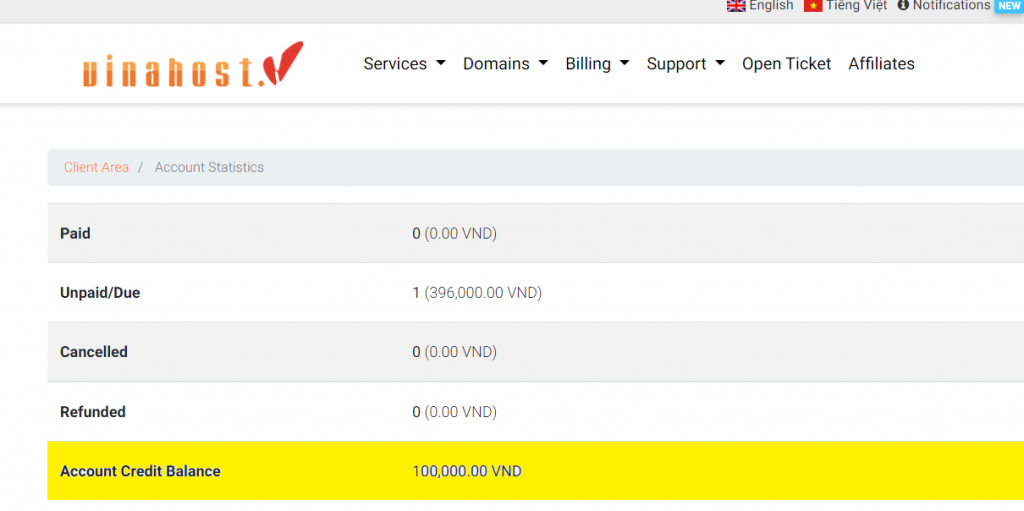 English Tiếng Việt Notifications NEW
vinahost.
Services Domains Billing Support Open Ticket Affiliates
Client Area / Account Statistics
Paid 0 (0.00 VND)
Unpaid/Due 1 (396,000.00 VND)
Cancelled 0 (0.00 VND)
Refunded 0 (0.00 VND)
Account Credit Balance 100,000.00 VND